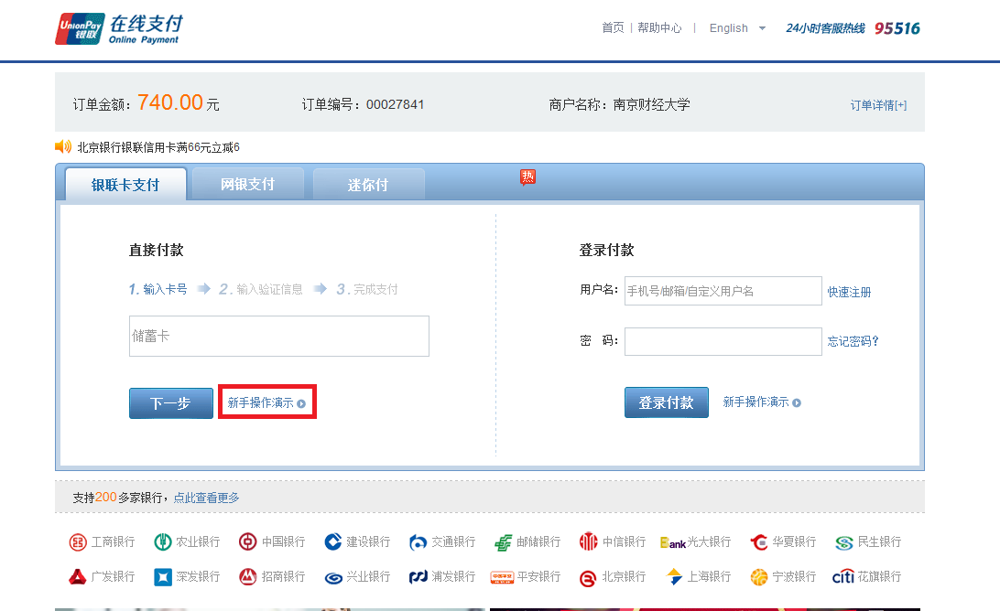 UnionPay 银联 在线支付
Online Payment
首页 | 帮助中心 | English 24小时客服热线 95516
订单金额：740.00元 订单编号：00027841 商户名称：南京财经大学 订单详情[+]
北京银行银联信用卡满66元立减6
银联卡支付 网银支付 迷你付 热
直接付款
1. 输入卡号 2. 输入验证信息 3. 完成支付
储蓄卡
下一步 新手操作演示
登录付款
用户名： 手机号/邮箱/自定义用户名 快速注册
密 码： 忘记密码?
登录付款 新手操作演示
支持200多家银行，点此查看更多
工商银行 农业银行 中国银行 建设银行 交通银行 邮储银行 中信银行 Bank光大银行 华夏银行 民生银行
广发银行 深发银行 招商银行 兴业银行 浦发银行 平安银行 北京银行 上海银行 宁波银行 citi花旗银行